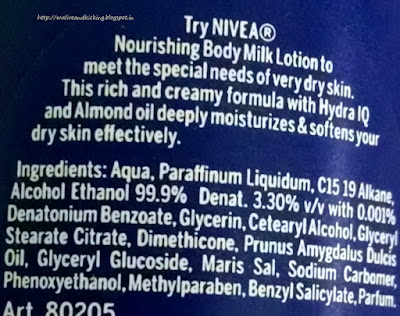 http://maliveandkicking.blogspot.in
Try NIVEA®
Nourishing Body Milk Lotion to
meet the special needs of very dry skin.
This rich and creamy formula with Hydra IQ
and Almond oil deeply moisturizes & softens your
dry skin effectively.
Ingredients: Aqua, Paraffinum Liquidum, C15 19 Alkane,
Alcohol Ethanol 99.9% Denat. 3.30% v/v with 0.001%
Denatonium Benzoate, Glycerin, Cetearyl Alcohol, Glyceryl
Stearate Citrate, Dimethicone, Prunus Amygdalus Dulcis
Oil, Glyceryl Glucoside, Maris Sal, Sodium Carbomer,
Phenoxyethanol, Methylparaben, Benzyl Salicylate, Parfum.
Art. 80205